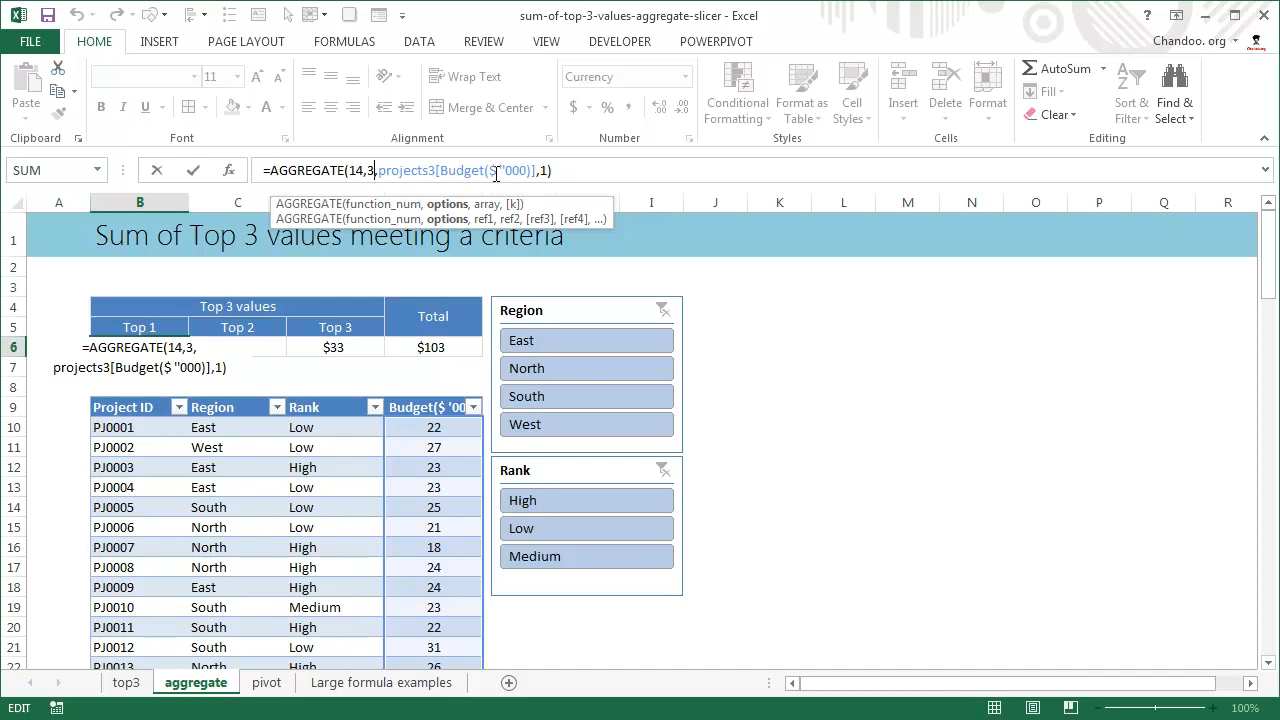 sum-of-top-3-values-aggregate-slicer - Excel
FILE HOME INSERT PAGE LAYOUT FORMULAS DATA REVIEW VIEW DEVELOPER POWERPIVOT Chandoo. org
11 Wrap Text Currency AutoSum
Paste Merge & Center Conditional Formatting Format as Table Cell Styles Insert Delete Format Fill Sort & Filter Find & Select
Clear
Clipboard Font Alignment Number Styles Cells Editing
SUM =AGGREGATE(14,3,projects3[Budget($ "000)],1)
AGGREGATE(function_num, options, array, [k])
AGGREGATE(function_num, options, ref1, ref2, [ref3], [ref4], ...)
A B C I J K L M N O P Q R
1 Sum of Top 3 values meeting a criteria
2
3
4 Top 3 values Total Region
5 Top 1 Top 2 Top 3
6 =AGGREGATE(14,3, $33 $103 East
7 projects3[Budget($ "000)],1) North
8 South
9 Project ID Region Rank Budget($ '00
10 PJ0001 East Low 22 West
11 PJ0002 West Low 27
12 PJ0003 East High 23 Rank
13 PJ0004 East Low 23
14 PJ0005 South Low 25 High
15 PJ0006 North Low 21 Low
16 PJ0007 North High 18 Medium
17 PJ0008 North High 24
18 PJ0009 East High 24
19 PJ0010 South Medium 23
20 PJ0011 South High 22
21 PJ0012 South Low 31
22 PJ0013 North High 26
top3 aggregate pivot Large formula examples
EDIT 100%